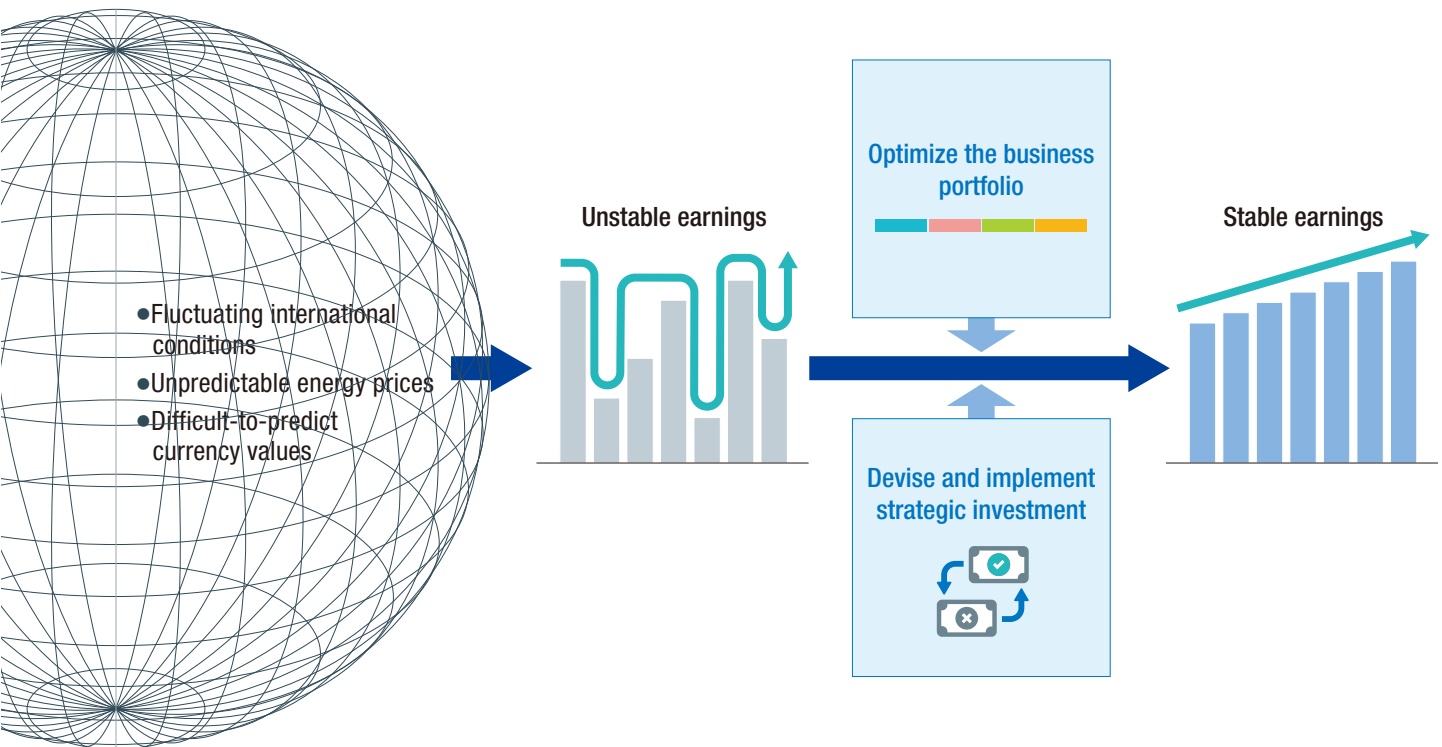 ●Fluctuating international
conditions
●Unpredictable energy prices
●Difficult-to-predict
currency values
Unstable earnings
Optimize the business
portfolio
Devise and implement
strategic investment
Stable earnings